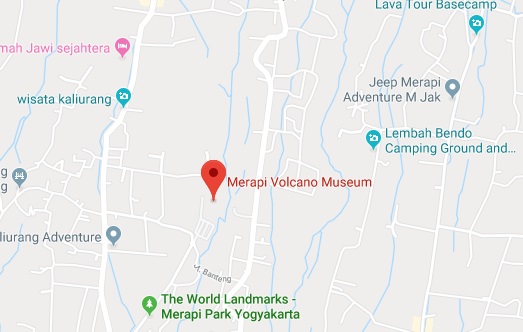 Lava Tour Basecamp
mah Jawi sejahtera
Jeep Merapi
Adventure M Jak
wisata kaliurang
Lembah Bendo
Camping Ground and...
ng
g
Merapi Volcano Museum
liurang Adventure
Banteng
The World Landmarks -
Merapi Park Yogyakarta